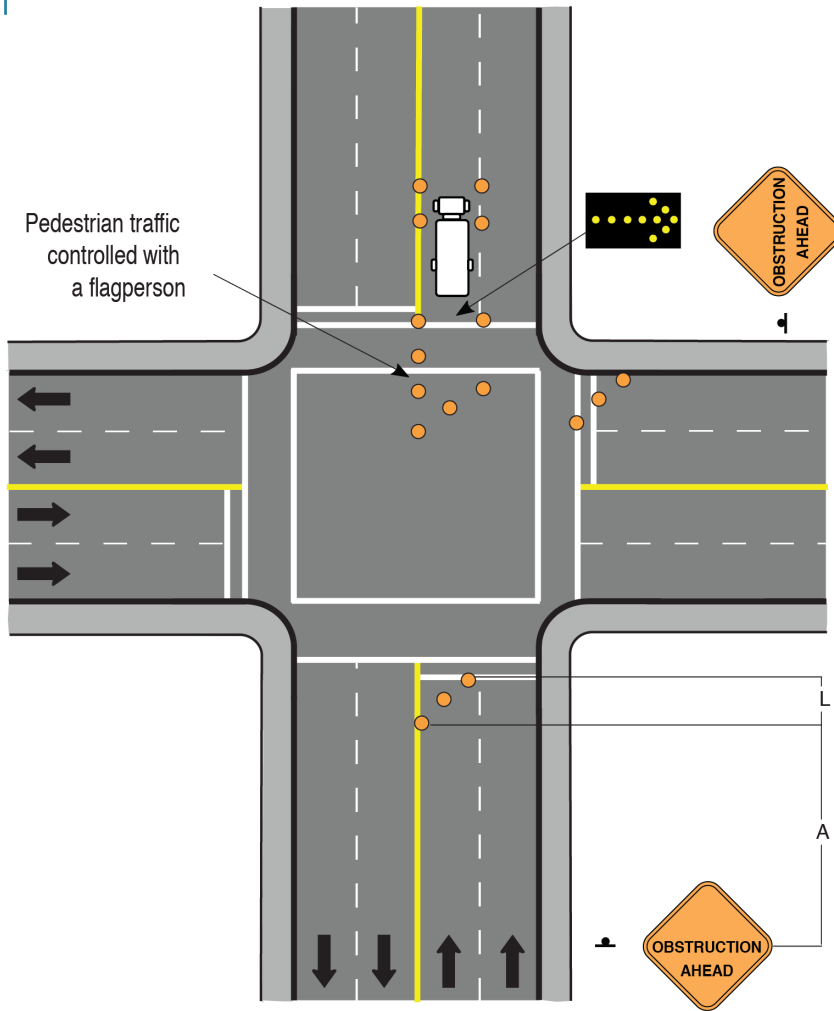 Pedestrian traffic
controlled with
a flagperson
OBSTRUCTION
AHEAD
L
A
OBSTRUCTION
AHEAD